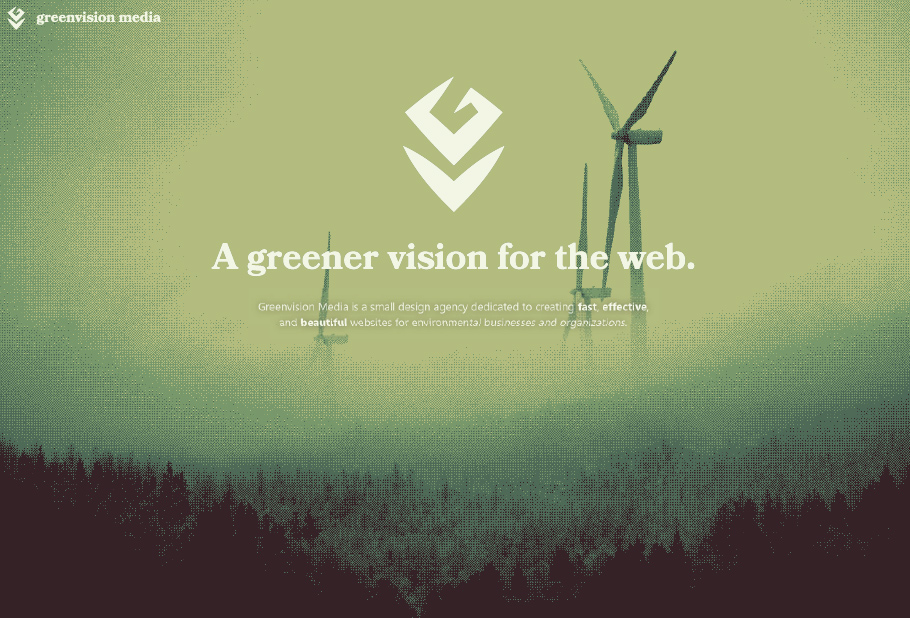 greenvision media
A greener vision for the web.
Greenvision Media is a small design agency dedicated to creating fast, effective,
and beautiful websites for environmental businesses and organizations.